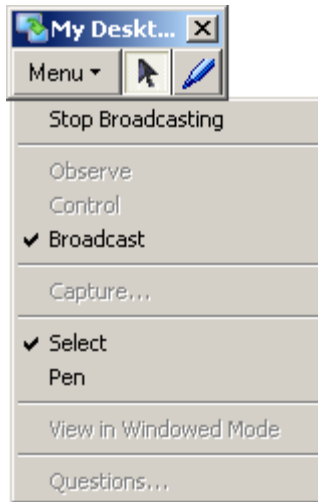 My Deskt...
Menu
Stop Broadcasting
Observe
Control
Broadcast
Capture...
Select
Pen
View in Windowed Mode
Questions...